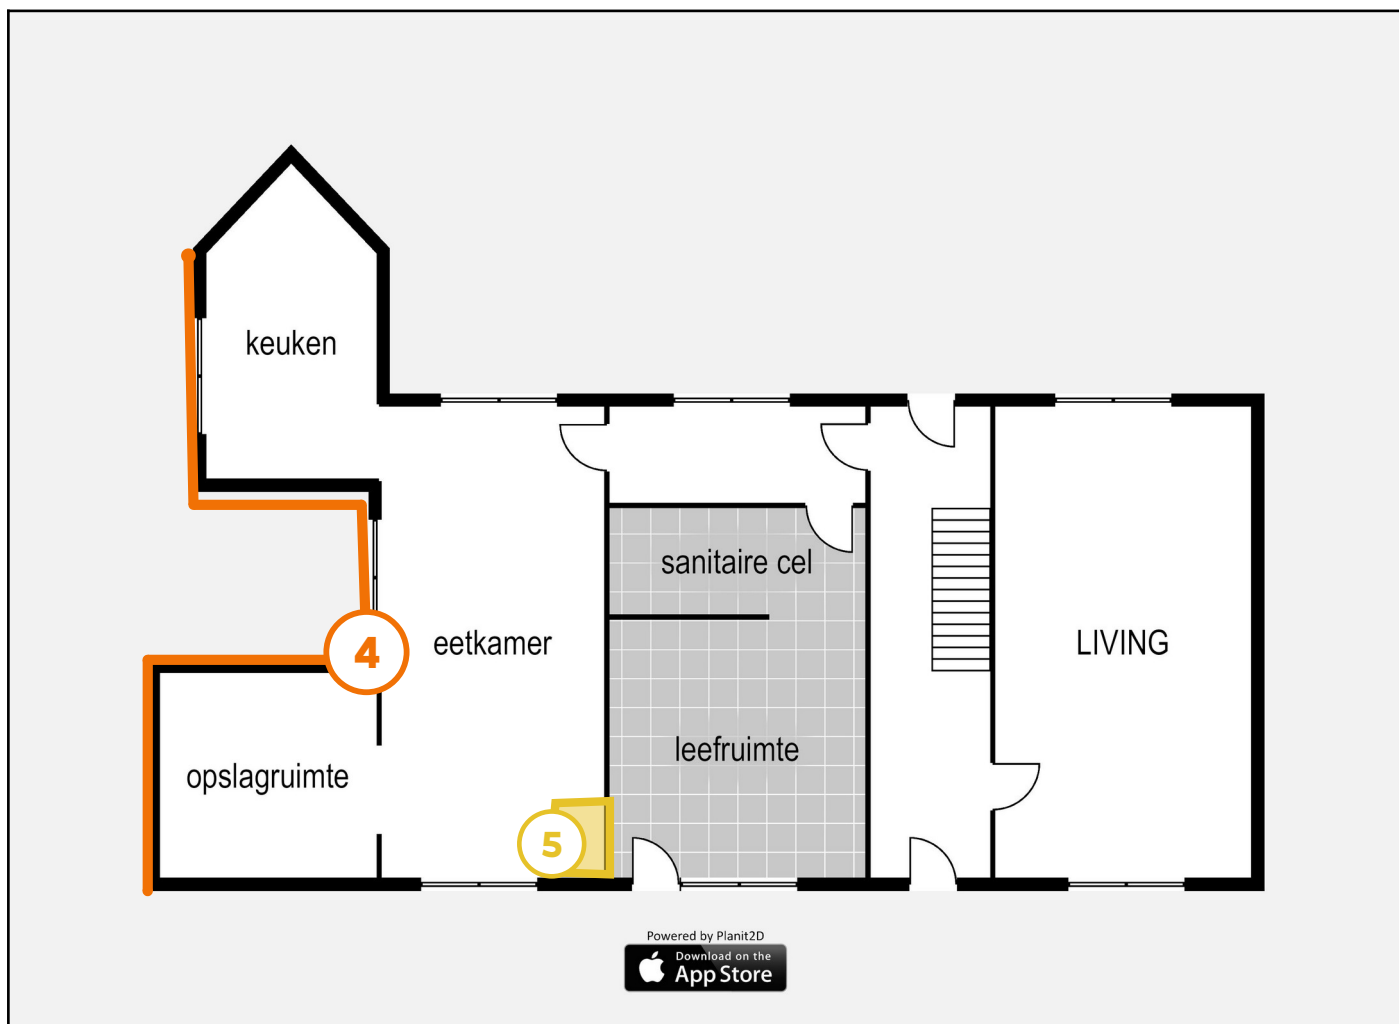 keuken
sanitaire cel
4
eetkamer
LIVING
leefruimte
opslagruimte
5
Powered by Planit2D
Download on the
App Store